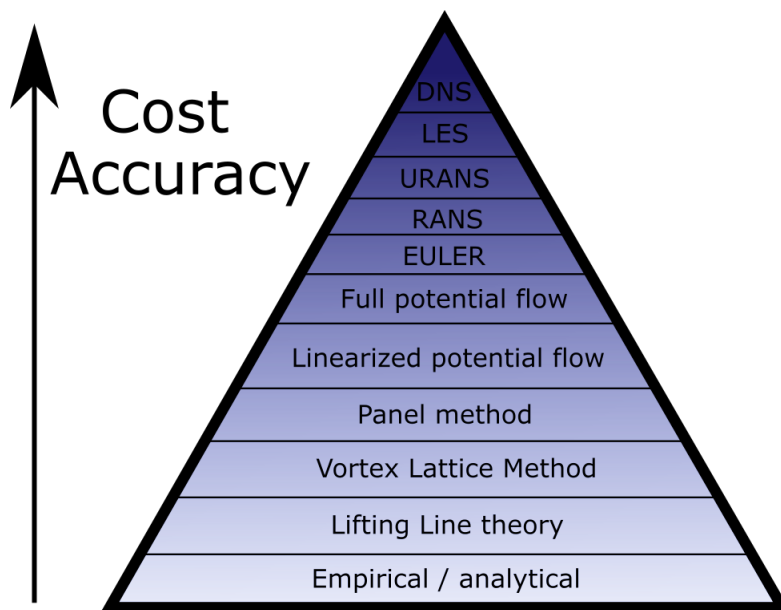 Cost
Accuracy
DNS
LES
URANS
RANS
EULER
Full potential flow
Linearized potential flow
Panel method
Vortex Lattice Method
Lifting Line theory
Empirical / analytical